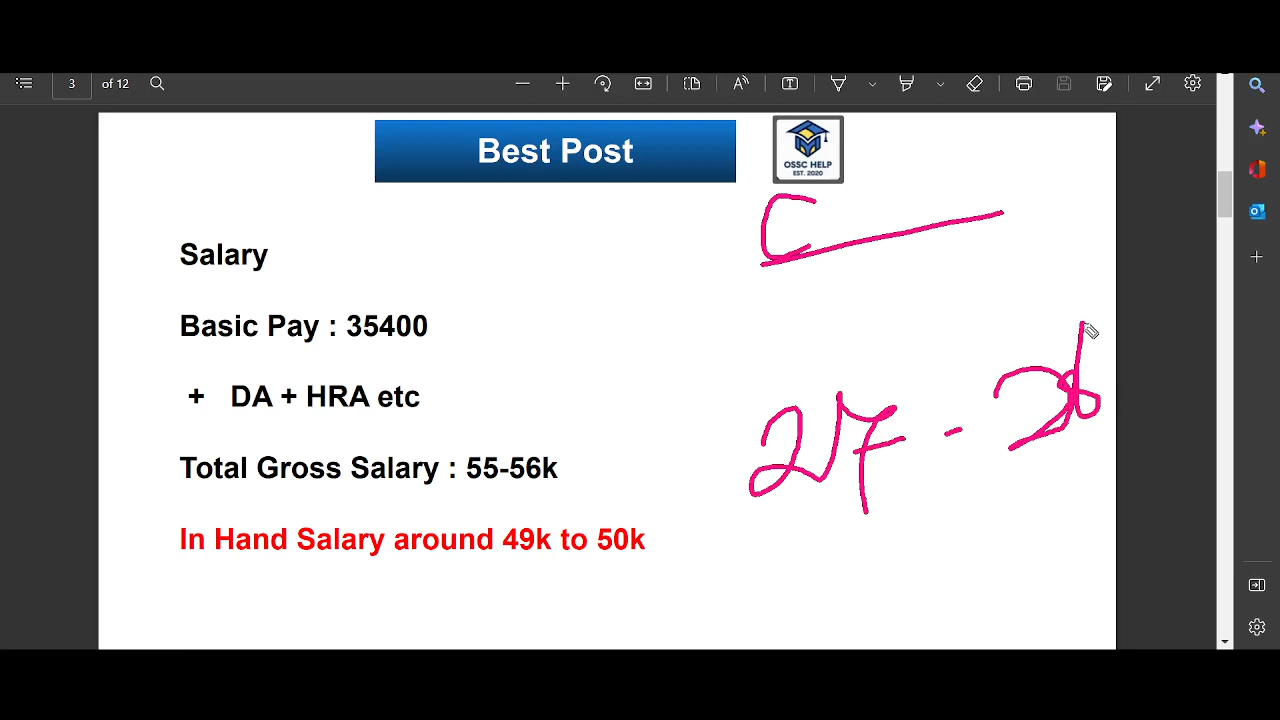 3 of 12
Best Post
OSSC HELP
EST. 2020
C
Salary
Basic Pay : 35400
+ DA + HRA etc
27 - 28
Total Gross Salary : 55-56k
In Hand Salary around 49k to 50k